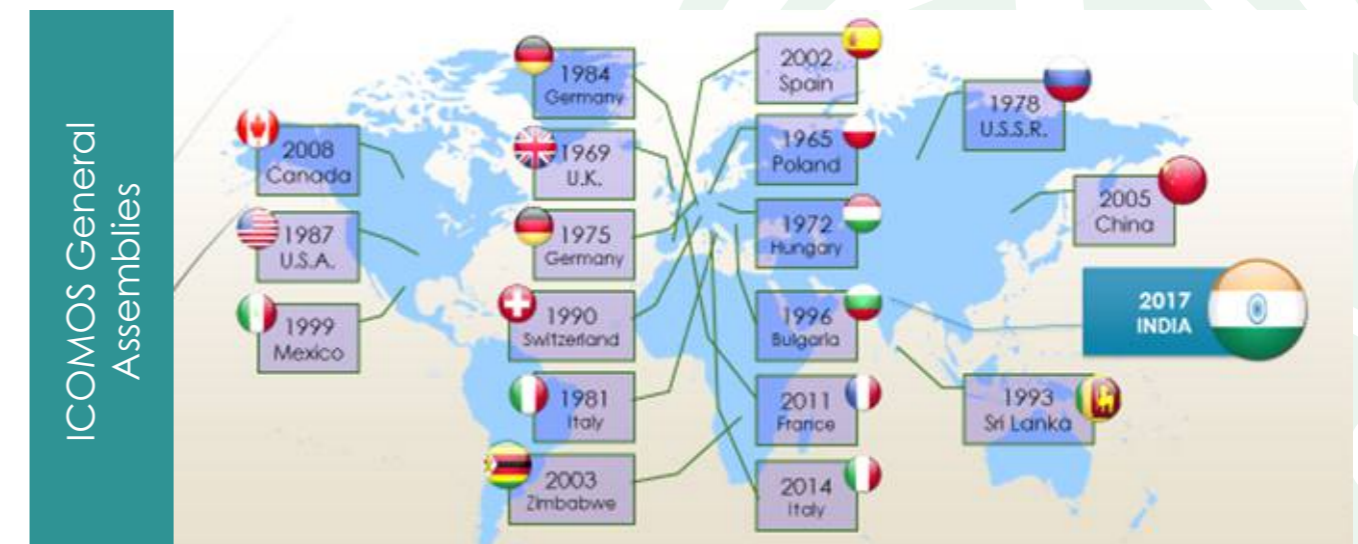 ICOMOS General
Assemblies
2008
Canada
1987
U.S.A.
1999
Mexico
1984
Germany
1969
U.K.
1975
Germany
1990
Switzerland
1981
Italy
2003
Zimbabwe
2002
Spain
1965
Poland
1972
Hungary
1996
Bulgaria
2011
France
2014
Italy
1978
U.S.S.R.
2005
China
2017
INDIA
1993
Sri Lanka